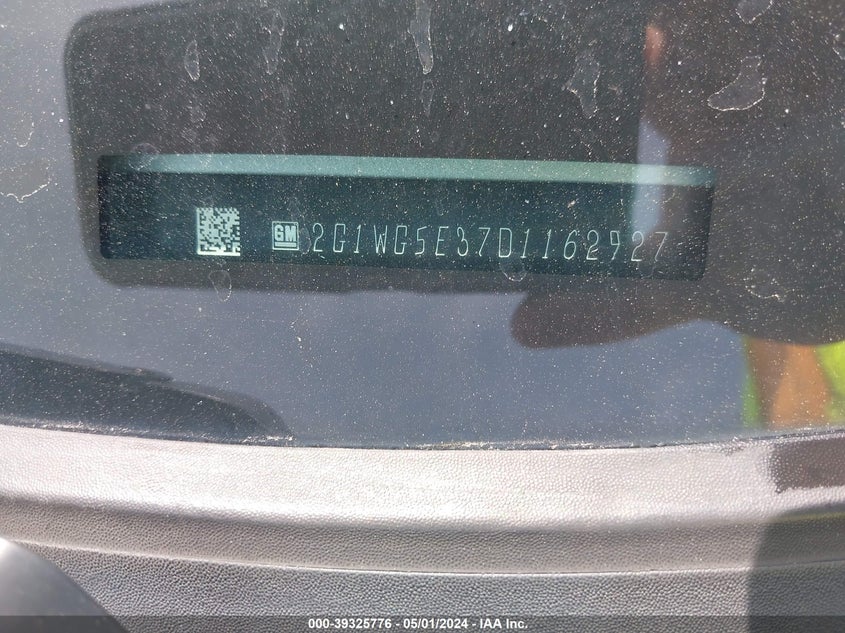 GM 2G1WG5E37D1162927
000-39325776 - 05/01/2024 - IAA Inc.